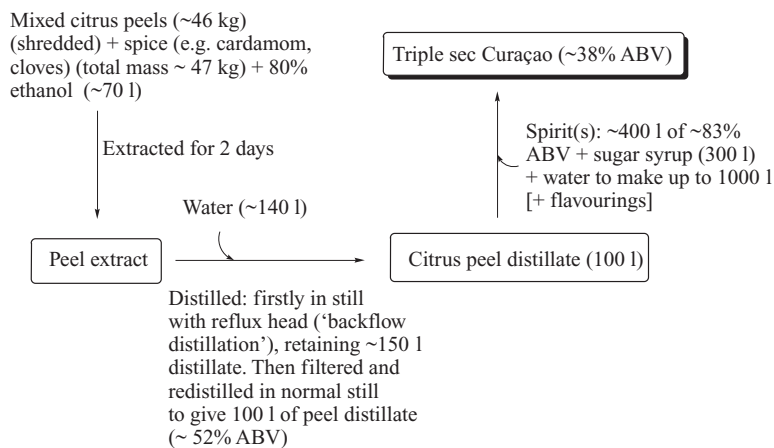 Mixed citrus peels (~46 kg)
(shredded) + spice (e.g. cardamom,
cloves) (total mass ~ 47 kg) + 80%
ethanol (~70 l)
Extracted for 2 days
Peel extract
Water (~140 l)
Distilled: firstly in still
with reflux head (‘backflow
distillation’), retaining ~150 l
distillate. Then filtered and
redistilled in normal still
to give 100 l of peel distillate
(~ 52% ABV)
Citrus peel distillate (100 l)
Spirit(s): ~400 l of ~83%
ABV + sugar syrup (300 l)
+ water to make up to 1000 l
[+ flavourings]
Triple sec Curaçao (~38% ABV)